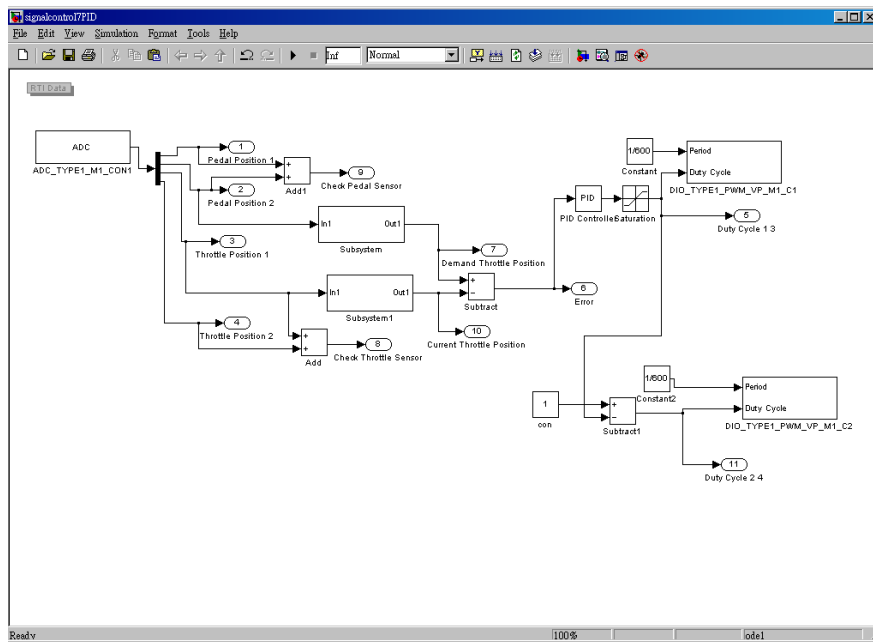 signalcontrol7PID
File Edit View Simulation Format Tools Help
Inf Normal
RTI Data
ADC
ADC_TYPE1_M1_CON1
1
Pedal Position 1
2
Pedal Position 2
+
+
Add1
9
Check Pedal Sensor
In1 Out1
Subsystem
3
Throttle Position 1
7
Demand Throttle Position
In1 Out1
Subsystem1
+
−
Subtract
6
Error
4
Throttle Position 2
+
+
Add
8
Check Throttle Sensor
10
Current Throttle Position
1/600
Constant
Period
Duty Cycle
DIO_TYPE1_PWM_VP_M1_C1
PID
PID Controller
Saturation
5
Duty Cycle 1 3
1/600
Constant2
Period
Duty Cycle
DIO_TYPE1_PWM_VP_M1_C2
1
con
+
−
Subtract1
11
Duty Cycle 2 4
Ready 100% ode1